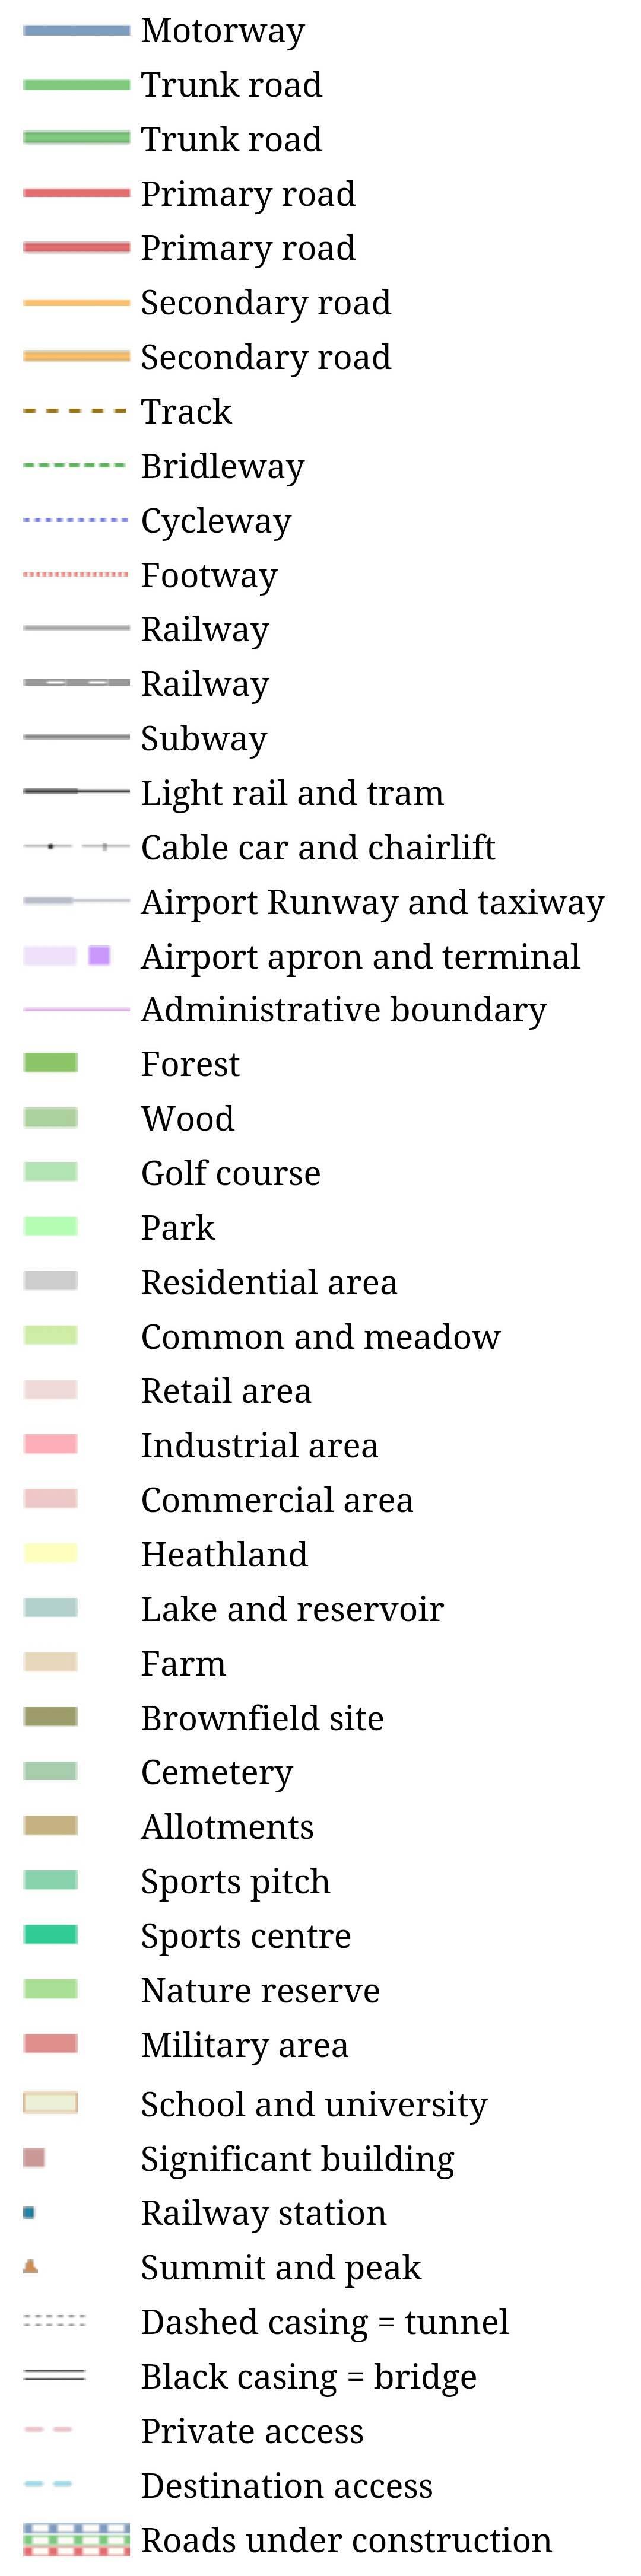 Motorway
Trunk road
Trunk road
Primary road
Primary road
Secondary road
Secondary road
Track
Bridleway
Cycleway
Footway
Railway
Railway
Subway
Light rail and tram
Cable car and chairlift
Airport Runway and taxiway
Airport apron and terminal
Administrative boundary
Forest
Wood
Golf course
Park
Residential area
Common and meadow
Retail area
Industrial area
Commercial area
Heathland
Lake and reservoir
Farm
Brownfield site
Cemetery
Allotments
Sports pitch
Sports centre
Nature reserve
Military area
School and university
Significant building
Railway station
Summit and peak
Dashed casing = tunnel
Black casing = bridge
Private access
Destination access
Roads under construction